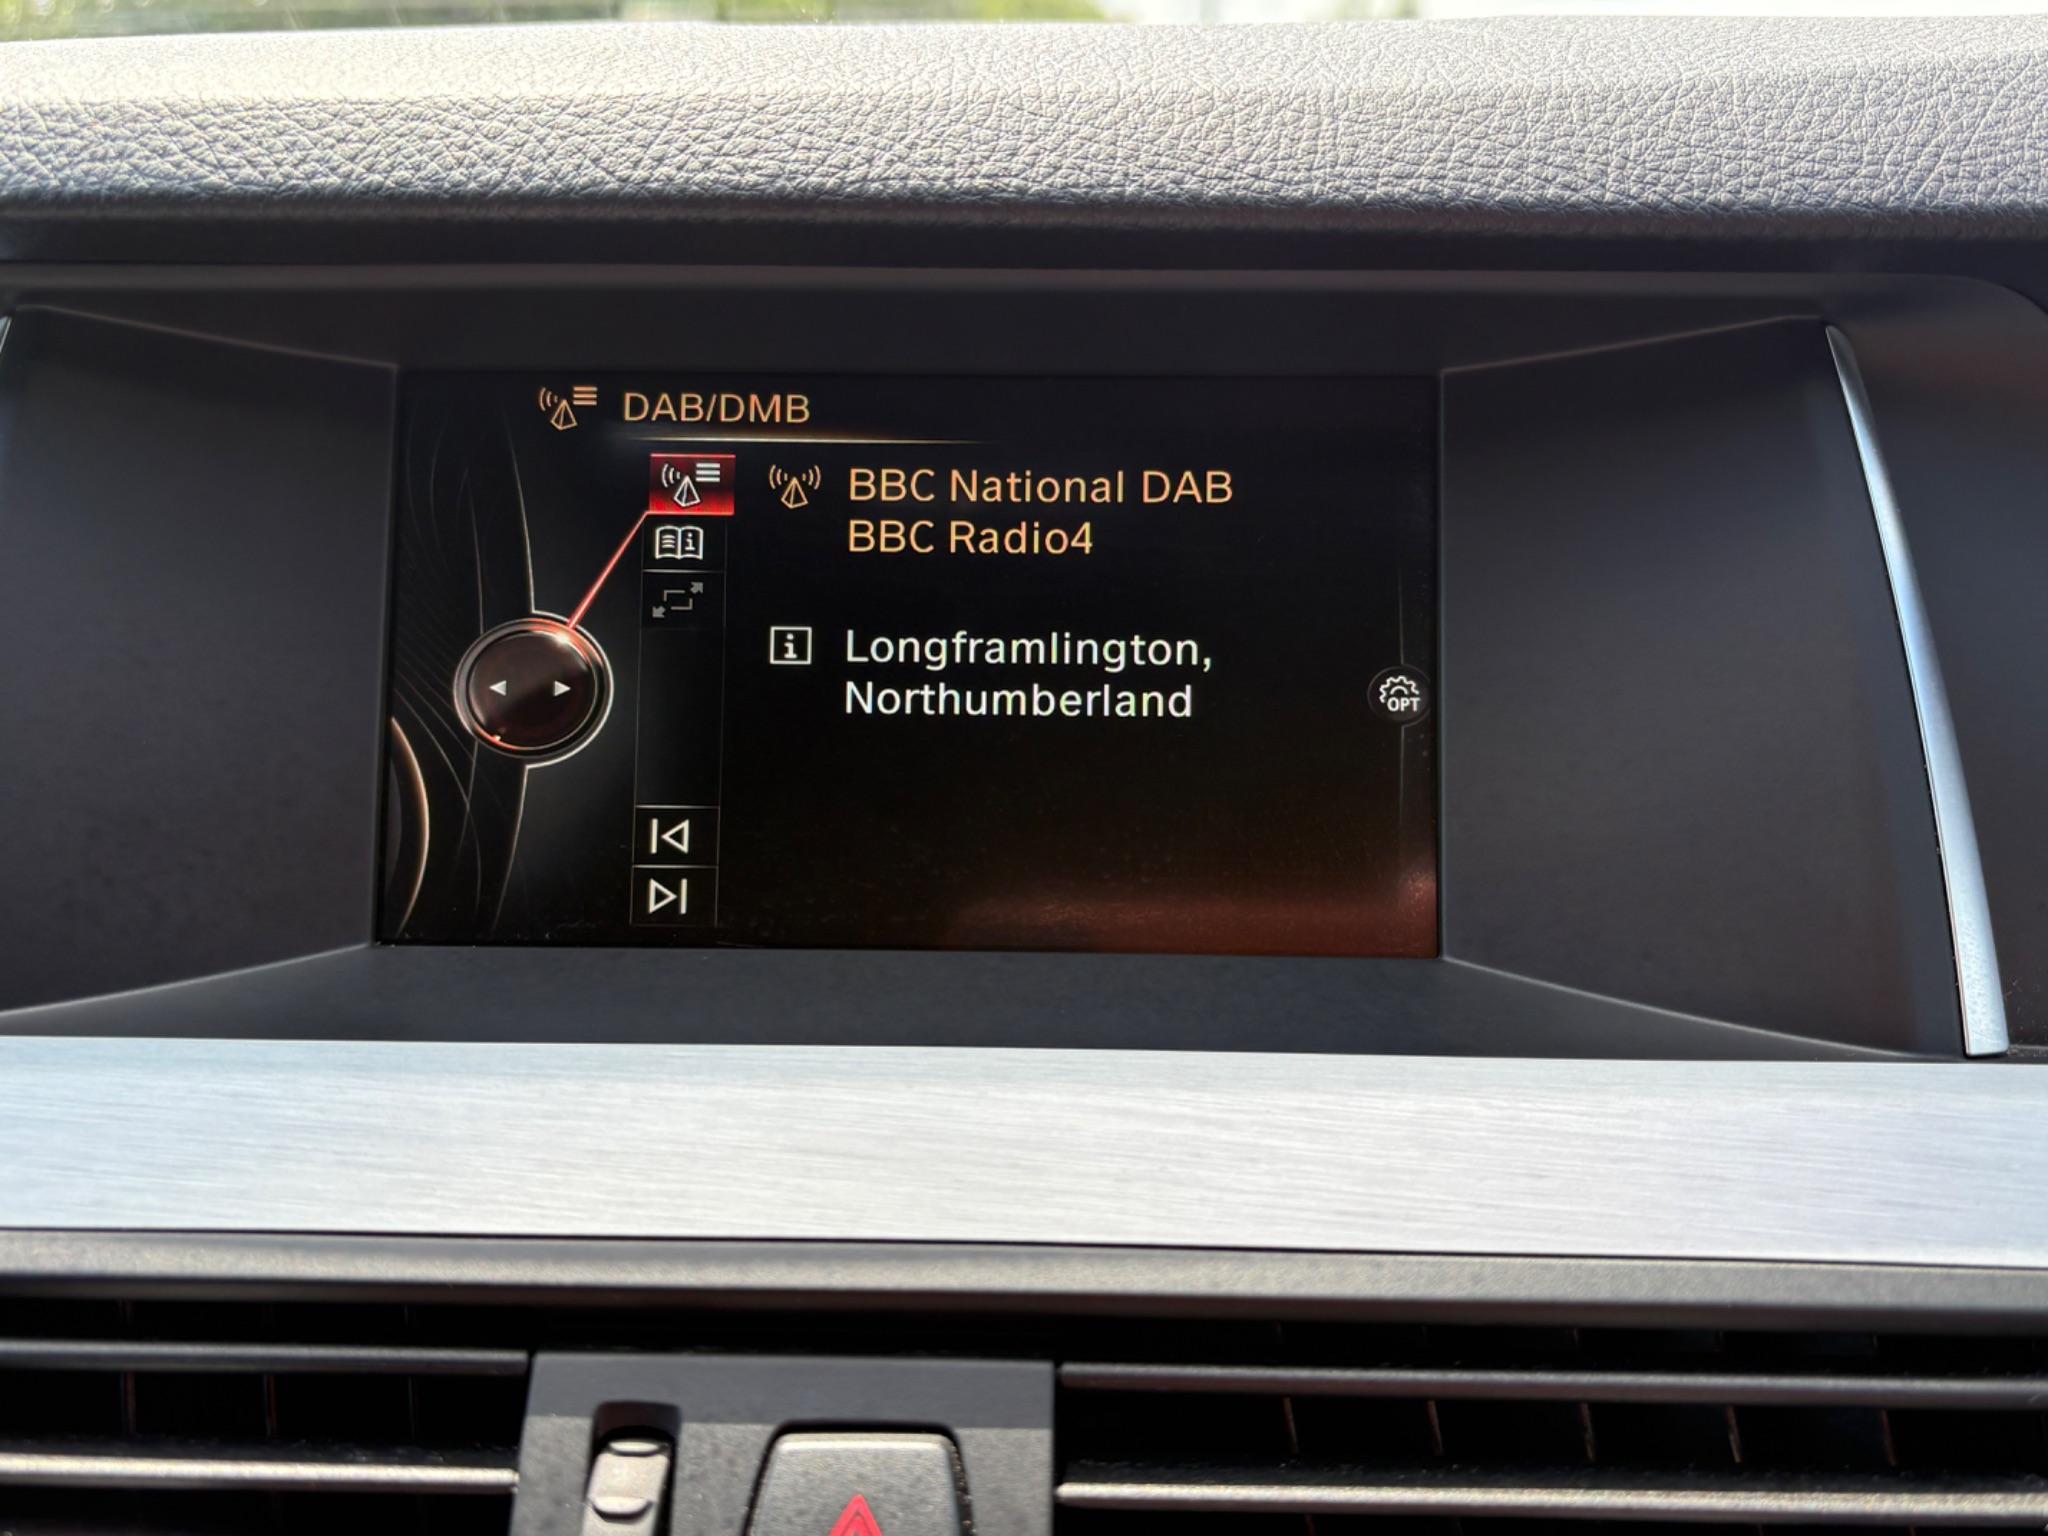 DAB/DMB
BBC National DAB
BBC Radio4
i
Longframlington,
Northumberland
OPT